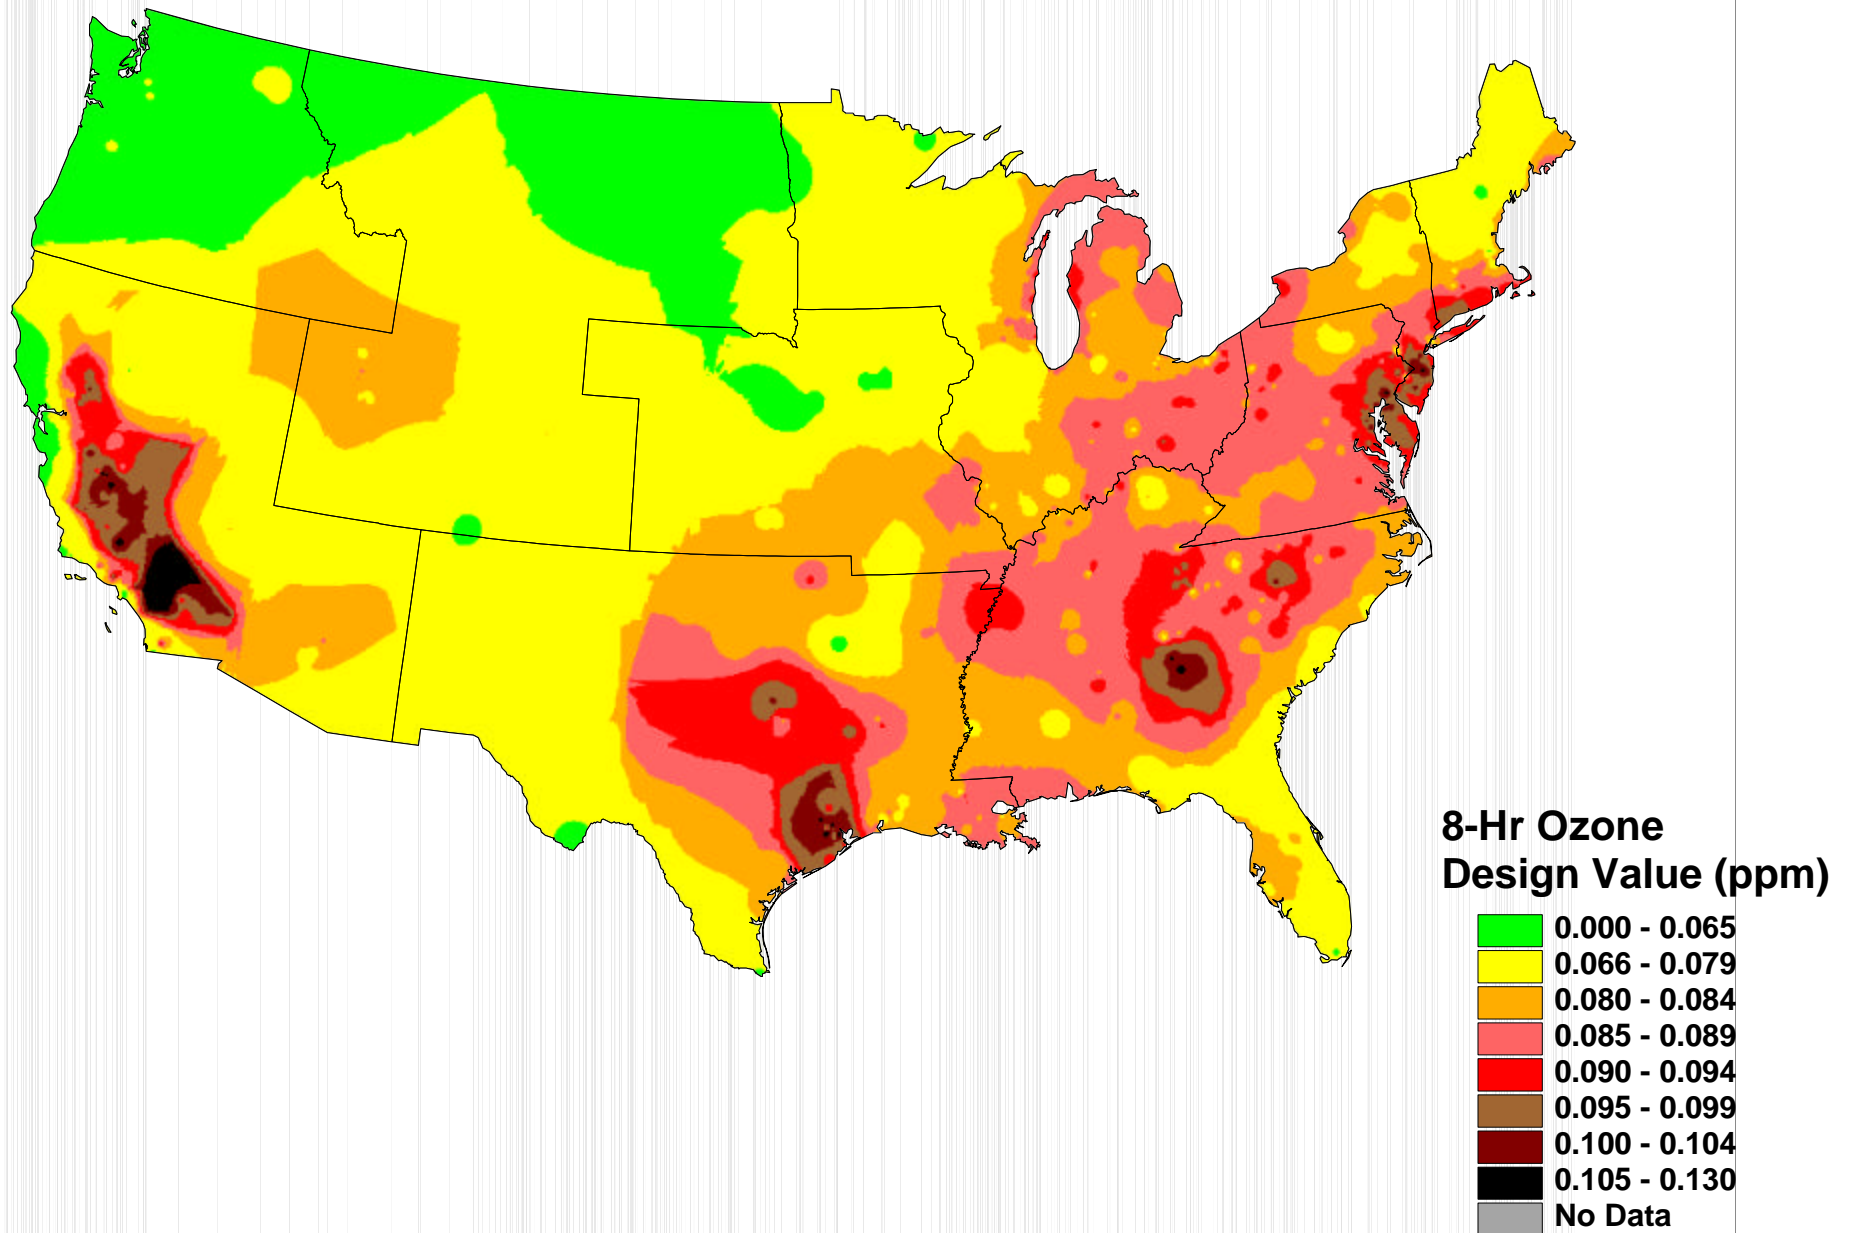 8-Hr Ozone
Design Value (ppm)
0.000 - 0.065
0.066 - 0.079
0.080 - 0.084
0.085 - 0.089
0.090 - 0.094
0.095 - 0.099
0.100 - 0.104
0.105 - 0.130
No Data